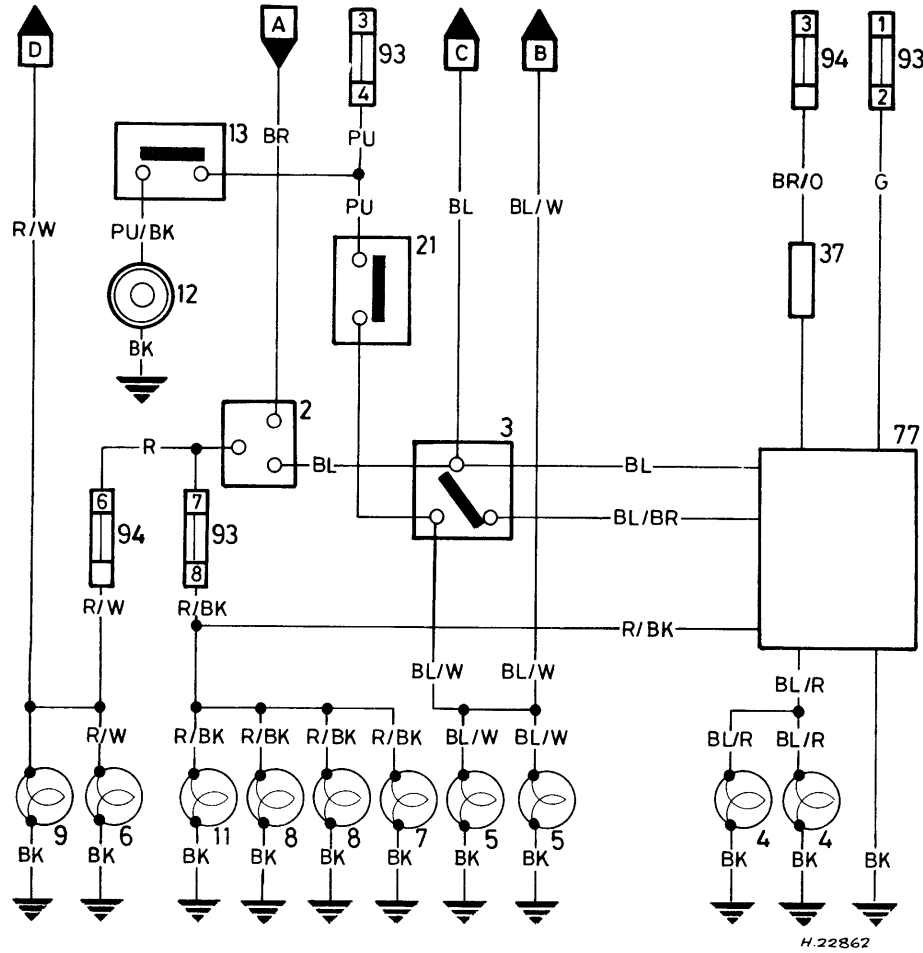 D
A
3
93
4
C
B
3
94
1
93
2
13
BR
PU
PU
BL
BL/W
BR/O
G
R/W
PU/BK
21
37
12
BK
2
3
77
R
BL
BL
6
94
7
93
8
BL/BR
R/W
R/BK
R/BK
BL/W
BL/W
BL/R
R/W
R/BK
R/BK
R/BK
R/BK
BL/W
BL/W
BL/R
BL/R
9
6
11
8
8
7
5
5
4
4
BK
BK
BK
BK
BK
BK
BK
BK
BK
BK
BK
H.22862